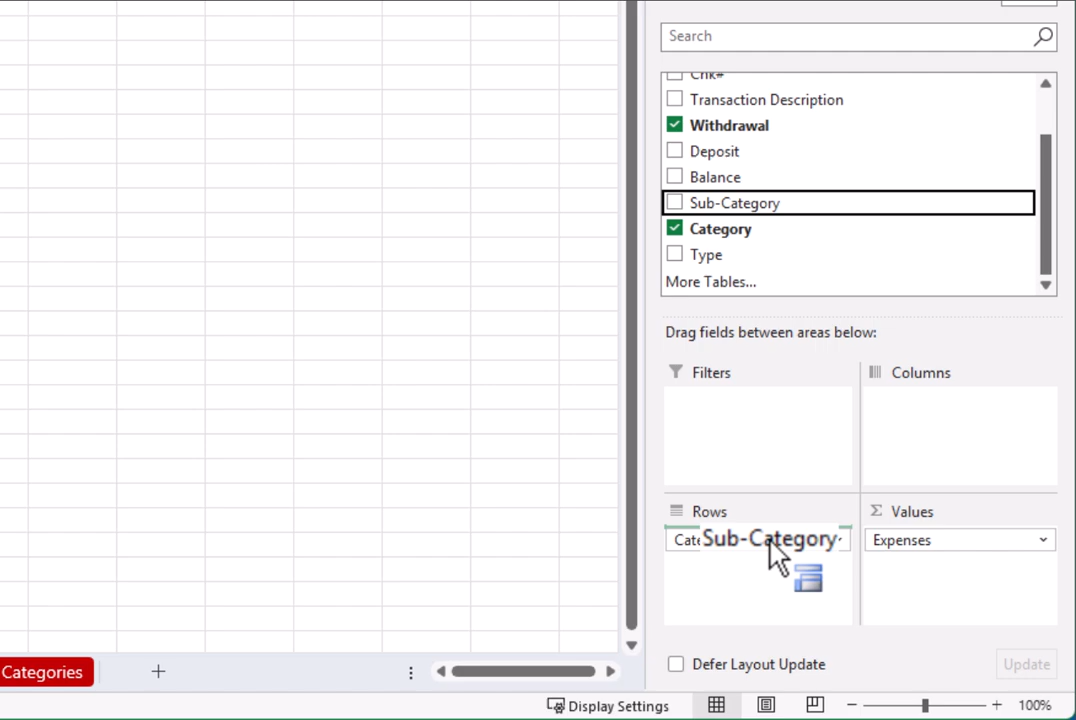 Search
Chk#
Transaction Description
Withdrawal
Deposit
Balance
Sub-Category
Category
Type
More Tables...
Drag fields between areas below:
Filters
Columns
Rows
Σ Values
Sub-Category
Expenses
Defer Layout Update
Update
Categories
Display Settings
100%